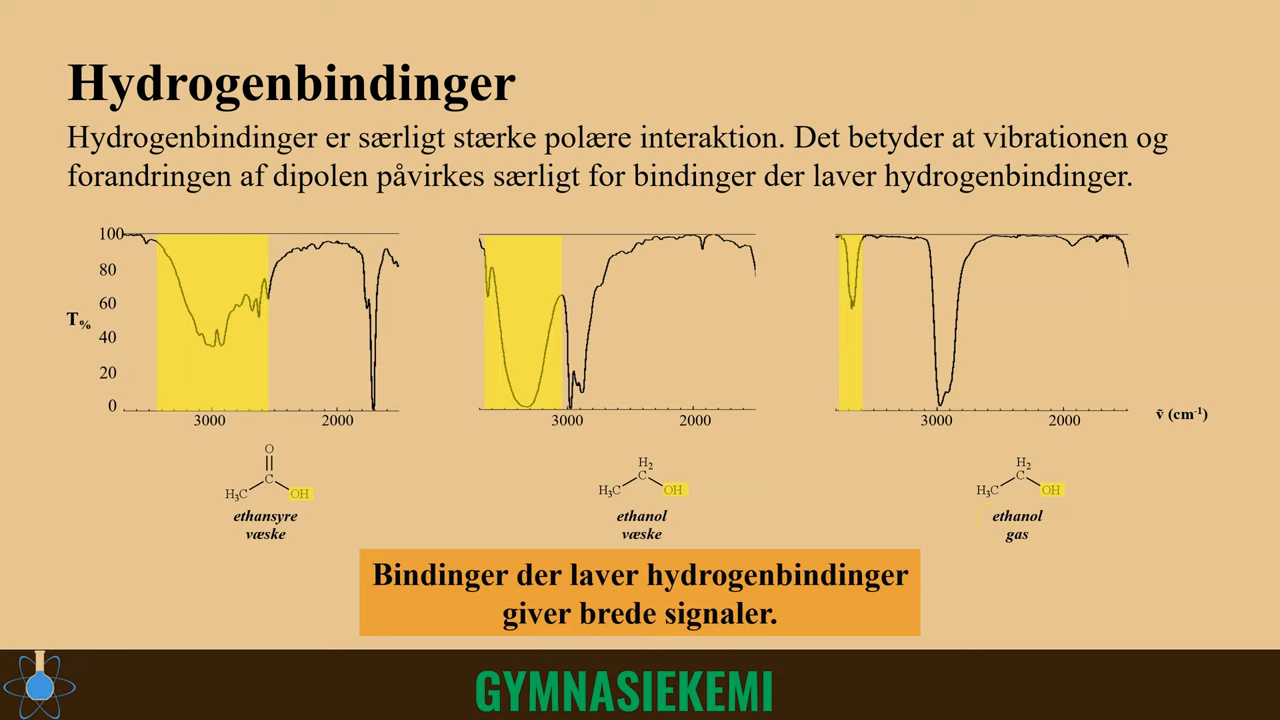 Hydrogenbindinger
Hydrogenbindinger er særligt stærke polære interaktion. Det betyder at vibrationen og
forandringen af dipolen påvirkes særligt for bindinger der laver hydrogenbindinger.
100
80
60
T%
40
20
0
3000 2000
3000 2000
3000 2000
ṽ (cm-1)
O
C
H3C OH
ethansyre
væske
H2
C
H3C OH
ethanol
væske
H2
C
H3C OH
ethanol
gas
Bindinger der laver hydrogenbindinger
giver brede signaler.
GYMNASIEKEMI